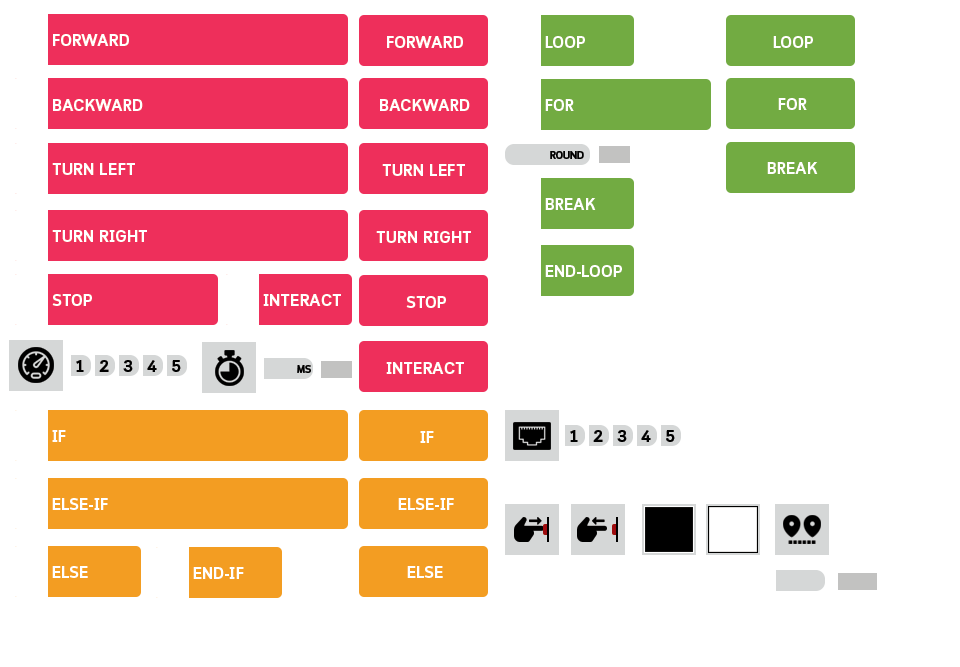 FORWARD FORWARD LOOP LOOP
BACKWARD BACKWARD FOR FOR
TURN LEFT TURN LEFT ROUND BREAK
TURN RIGHT TURN RIGHT BREAK
STOP INTERACT STOP END-LOOP
1 2 3 4 5 MS INTERACT
IF IF 1 2 3 4 5
ELSE-IF ELSE-IF
ELSE END-IF ELSE